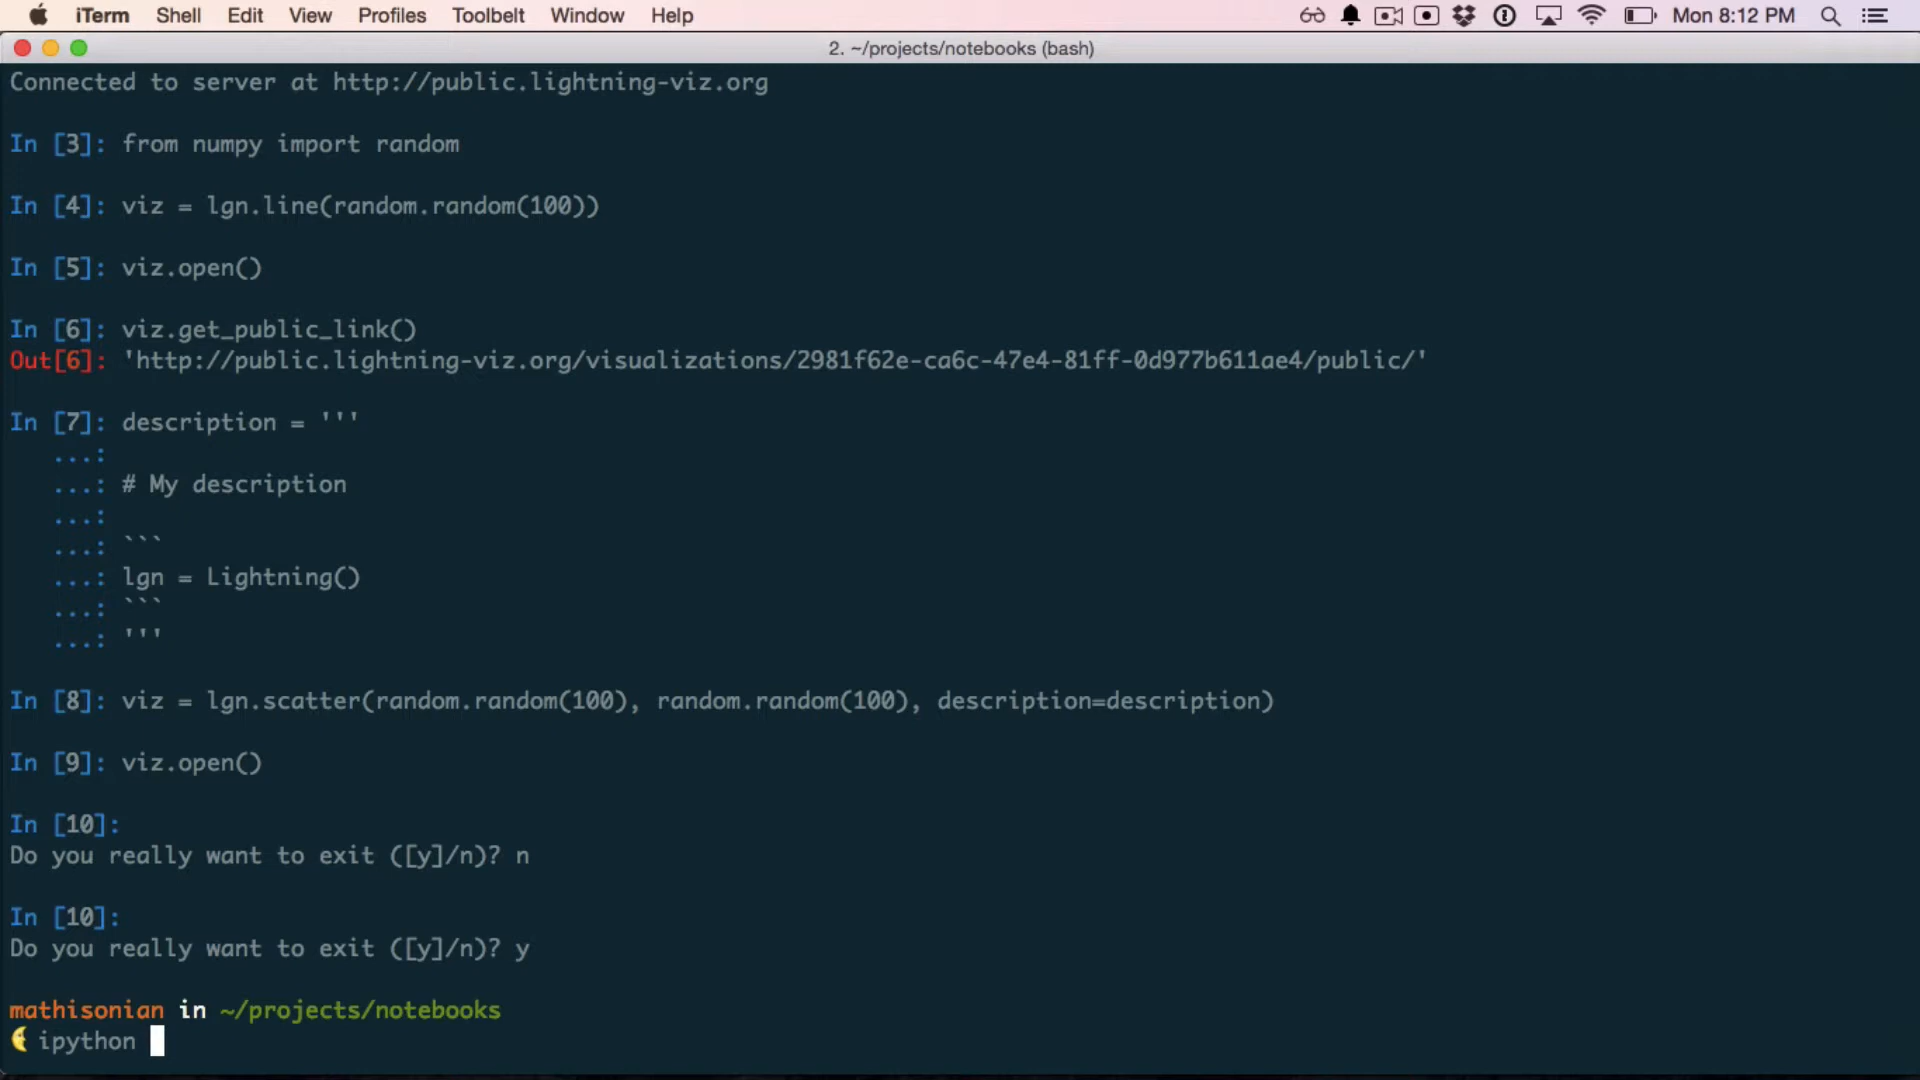 iTerm Shell Edit View Profiles Toolbelt Window Help Mon 8:12 PM
2. ~/projects/notebooks (bash)
Connected to server at http://public.lightning-viz.org
In [3]: from numpy import random
In [4]: viz = lgn.line(random.random(100))
In [5]: viz.open()
In [6]: viz.get_public_link()
Out[6]: 'http://public.lightning-viz.org/visualizations/2981f62e-ca6c-47e4-81ff-0d977b611ae4/public/'
In [7]: description = '''
...:
...: # My description
...:
...: ```
...: lgn = Lightning()
...: ```
...: '''
In [8]: viz = lgn.scatter(random.random(100), random.random(100), description=description)
In [9]: viz.open()
In [10]:
Do you really want to exit ([y]/n)? n
In [10]:
Do you really want to exit ([y]/n)? y
mathisonian in ~/projects/notebooks
ipython